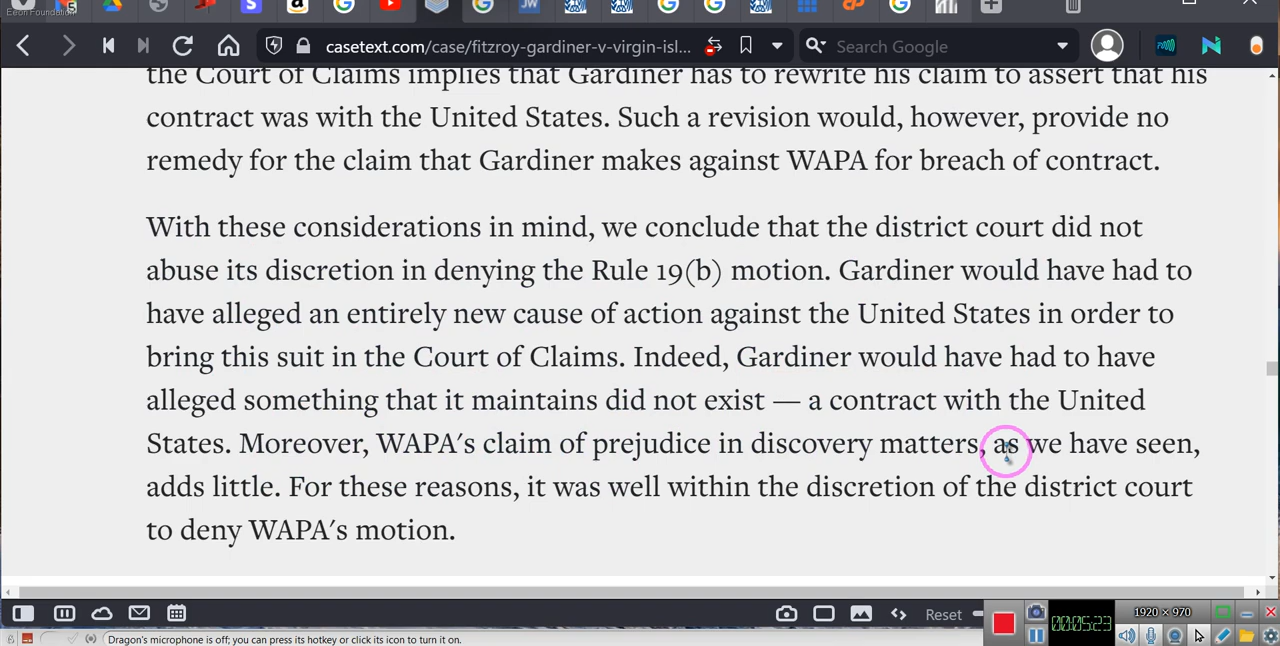 Eeon Foundation
casetext.com/case/fitzroy-gardiner-v-virgin-isl...
Search Google
the Court of Claims implies that Gardiner has to rewrite his claim to assert that his
contract was with the United States. Such a revision would, however, provide no
remedy for the claim that Gardiner makes against WAPA for breach of contract.
With these considerations in mind, we conclude that the district court did not
abuse its discretion in denying the Rule 19(b) motion. Gardiner would have had to
have alleged an entirely new cause of action against the United States in order to
bring this suit in the Court of Claims. Indeed, Gardiner would have had to have
alleged something that it maintains did not exist — a contract with the United
States. Moreover, WAPA's claim of prejudice in discovery matters, as we have seen,
adds little. For these reasons, it was well within the discretion of the district court
to deny WAPA's motion.
Reset
00:05:23
1920 × 970
Dragon's microphone is off; you can press its hotkey or click its icon to turn it on.